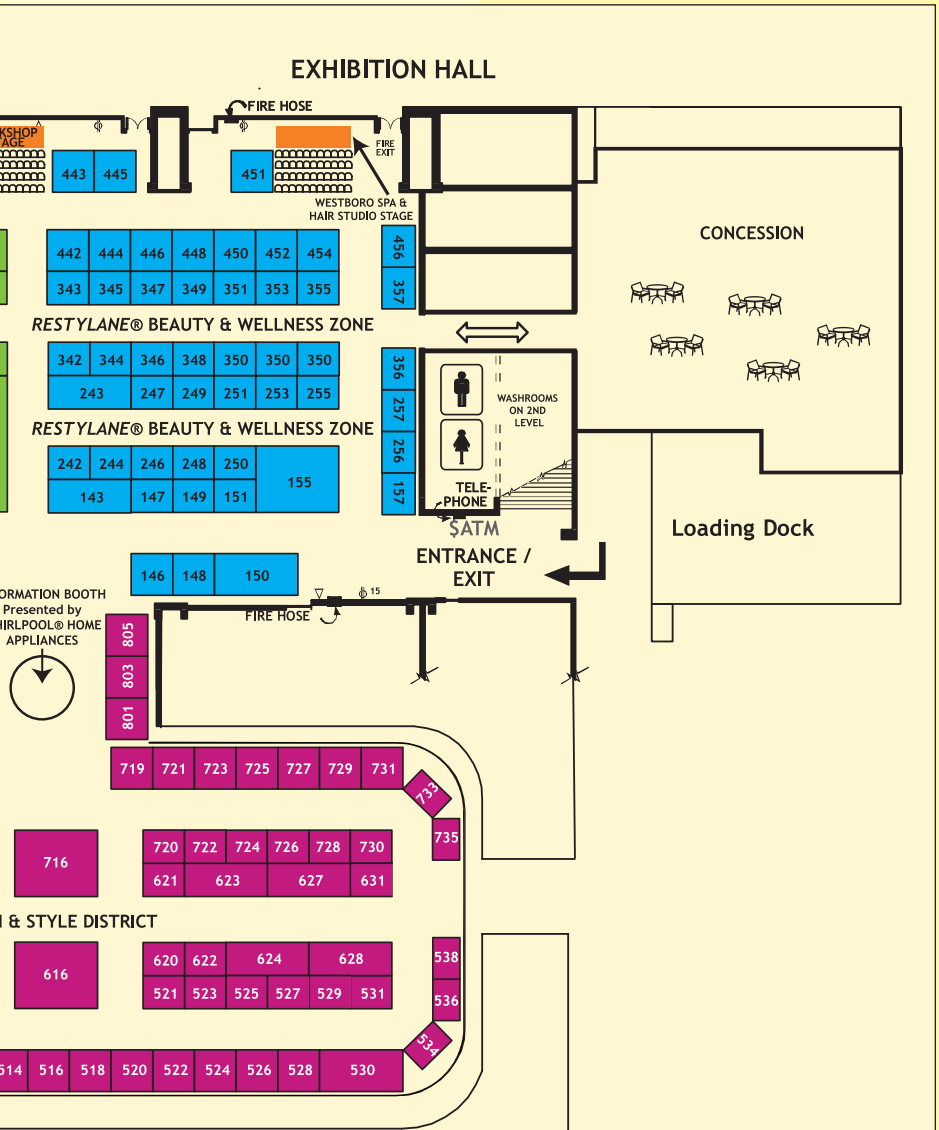 EXHIBITION HALL
FIRE HOSE
KSHOP
AGE
FIRE
EXIT
443 445
451
WESTBORO SPA &
HAIR STUDIO STAGE
442 444 446 448 450 452 454
343 345 347 349 351 353 355
456
357
CONCESSION
RESTYLANE® BEAUTY & WELLNESS ZONE
342 344 346 348 350 350 350
243 247 249 251 253 255
356
257
256
157
WASHROOMS
ON 2ND
LEVEL
RESTYLANE® BEAUTY & WELLNESS ZONE
242 244 246 248 250
155
143 147 149 151
TELE-
PHONE
$ATM
Loading Dock
ENTRANCE /
EXIT
146 148 150
15
FIRE HOSE
ORMATION BOOTH
Presented by
HIRLPOOL® HOME
APPLIANCES
805
803
801
719 721 723 725 727 729 731
733
735
716
720 722 724 726 728 730
621 623 627 631
& STYLE DISTRICT
616
620 622 624 628
521 523 525 527 529 531
538
536
534
514 516 518 520 522 524 526 528 530